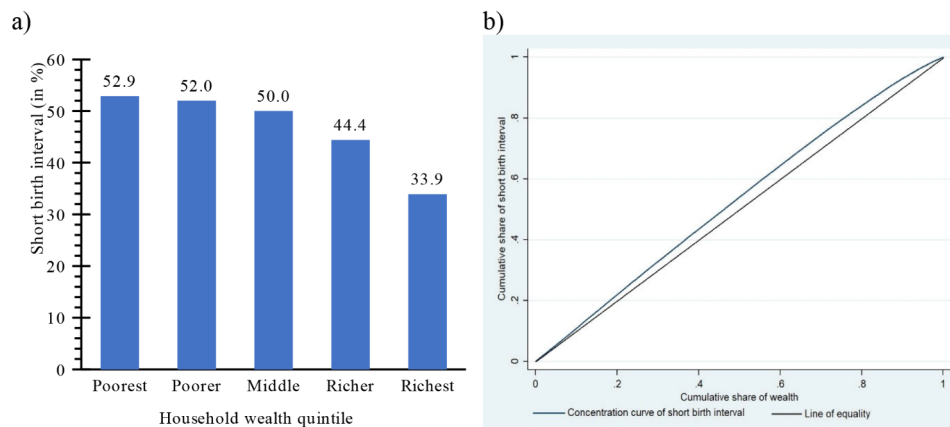 a)
Short birth interval (in %)
60
50
40
30
20
10
0
52.9
52.0
50.0
44.4
33.9
Poorest Poorer Middle Richer Richest
Household wealth quintile
b)
Cumulative share of short birth interval
1
.8
.6
.4
.2
0
0 .2 .4 .6 .8 1
Cumulative share of wealth
Concentration curve of short birth interval Line of equality